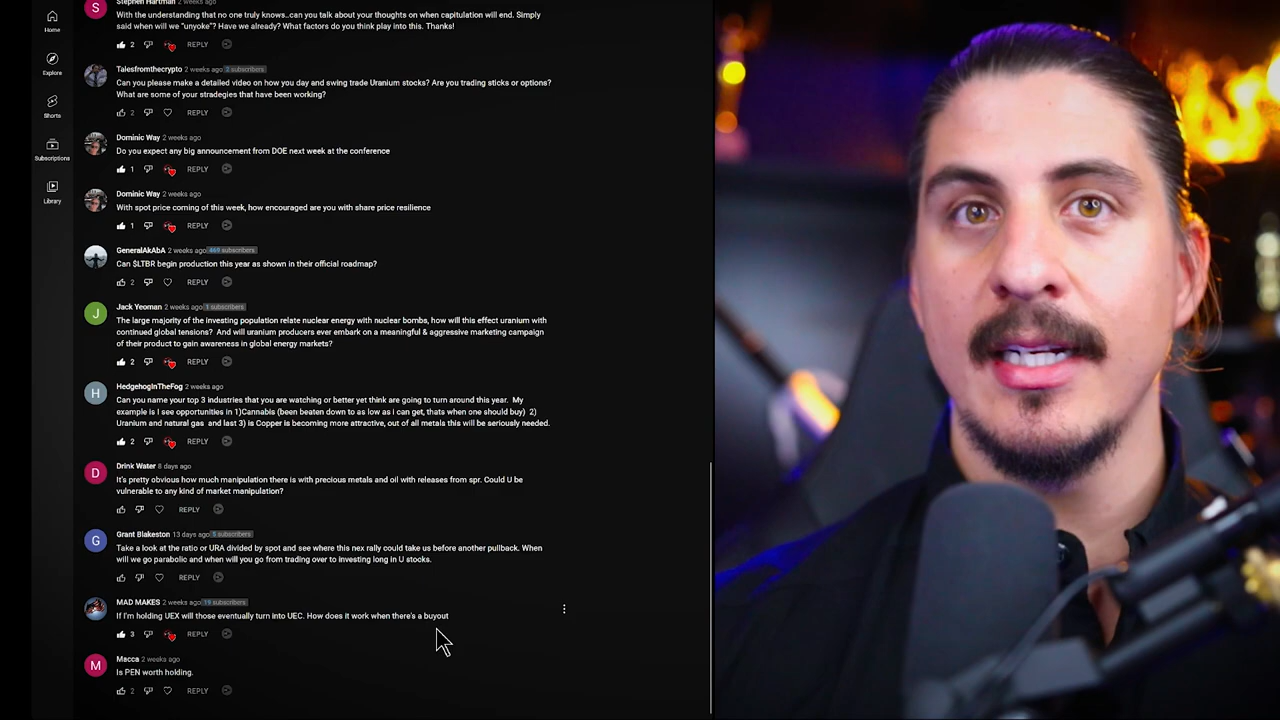 Home
Explore
Shorts
Subscriptions
Library
S
Stephen Hartman 2 weeks ago
With the understanding that no one truly knows..can you talk about your thoughts on when capitulation will end. Simply
said when will we "unyoke"? Have we already? What factors do you think play into this. Thanks!
2 REPLY
Talesfromthecrypto 2 weeks ago 2 subscribers
Can you please make a detailed video on how you day and swing trade Uranium stocks? Are you trading sticks or options?
What are some of your stradegies that have been working?
2 REPLY
Dominic Way 2 weeks ago
Do you expect any big announcement from DOE next week at the conference
1 REPLY
Dominic Way 2 weeks ago
With spot price coming of this week, how encouraged are you with share price resilience
1 REPLY
GeneralAkAbA 2 weeks ago 469 subscribers
Can $LTBR begin production this year as shown in their official roadmap?
2 REPLY
J
Jack Yeoman 2 weeks ago 1 subscribers
The large majority of the investing population relate nuclear energy with nuclear bombs, how will this effect uranium with
continued global tensions? And will uranium producers ever embark on a meaningful & aggressive marketing campaign
of their product to gain awareness in global energy markets?
2 REPLY
H
HedgehogInTheFog 2 weeks ago
Can you name your top 3 industries that you are watching or better yet think are going to turn around this year. My
example is I see opportunities in 1)Cannabis (been beaten down to as low as I can get, thats when one should buy) 2)
Uranium and natural gas and last 3) is Copper is becoming more attractive, out of all metals this will be seriously needed.
2 REPLY
D
Drink Water 8 days ago
It's pretty obvious how much manipulation there is with precious metals and oil with releases from spr. Could U be
vulnerable to any kind of market manipulation?
REPLY
G
Grant Blakeston 13 days ago 5 subscribers
Take a look at the ratio or URA divided by spot and see where this nex rally could take us before another pullback. When
will we go parabolic and when will you go from trading over to investing long in U stocks.
REPLY
MAD MAKES 2 weeks ago 19 subscribers
If I'm holding UEX will those eventually turn into UEC. How does it work when there's a buyout
3 REPLY
M
Macca 2 weeks ago
Is PEN worth holding.
2 REPLY